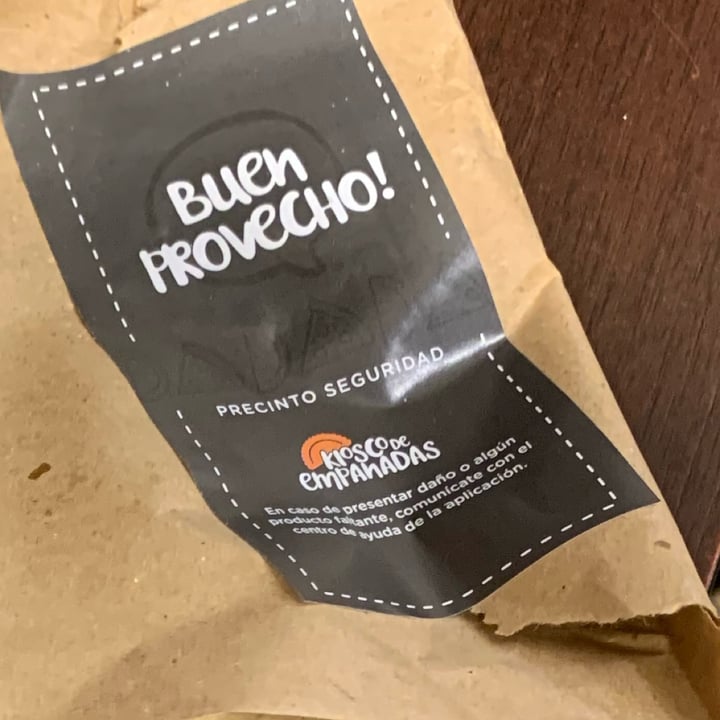 Buen
PROVeCHO!
PRECINTO SEGURIDAD
KIOSCO DE
emPAnADAS
En caso de presentar daño o algún
producto faltante, comunícate con el
centro de ayuda de la aplicación.